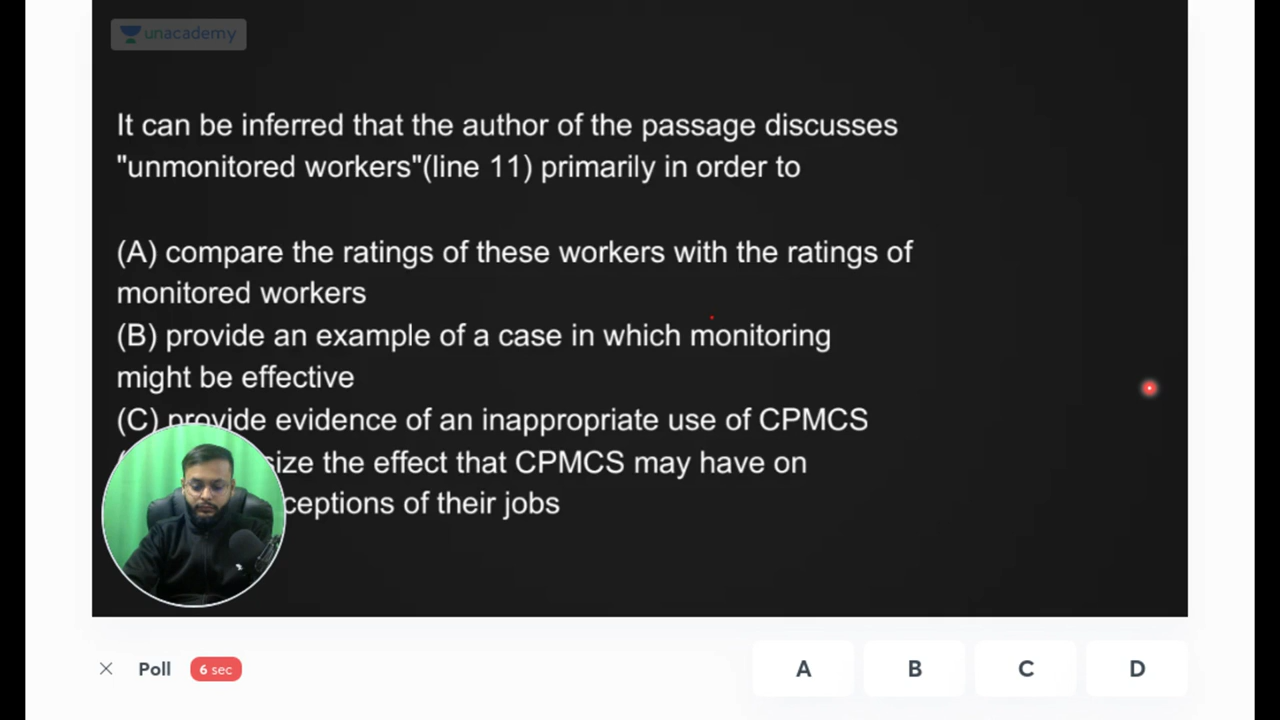 unacademy
It can be inferred that the author of the passage discusses
"unmonitored workers"(line 11) primarily in order to
(A) compare the ratings of these workers with the ratings of
monitored workers
(B) provide an example of a case in which monitoring
might be effective
(C) provide evidence of an inappropriate use of CPMCS
the effect that CPMCS may have on
of their jobs
Poll 6 sec A B C D